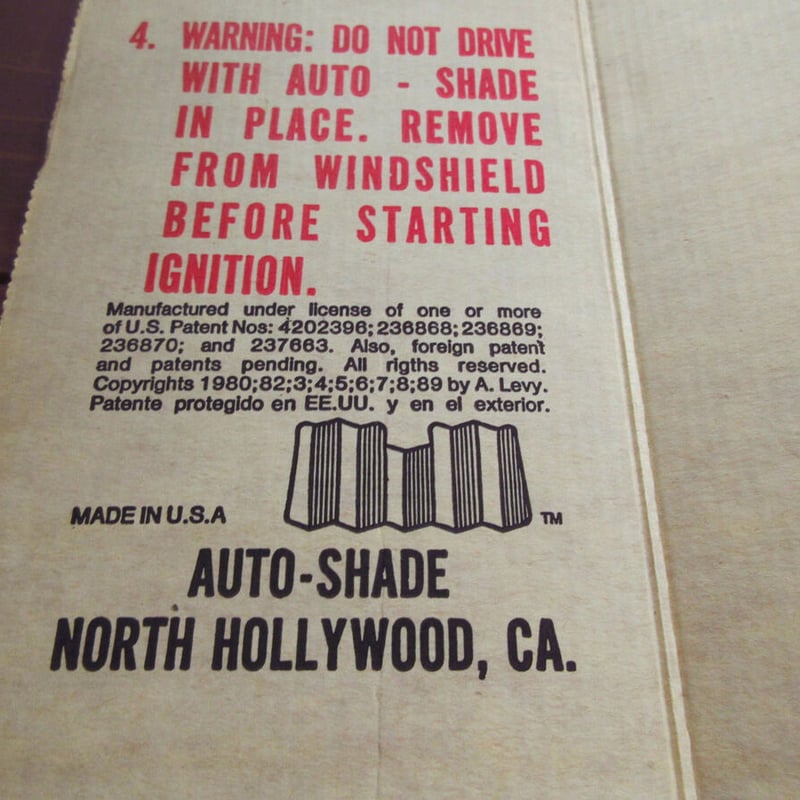 4. WARNING: DO NOT DRIVE
WITH AUTO - SHADE
IN PLACE. REMOVE
FROM WINDSHIELD
BEFORE STARTING
IGNITION.
Manufactured under license of one or more
of U.S. Patent Nos: 4202396; 236868; 236869;
236870; and 237663. Also, foreign patent
and patents pending. All rigths reserved.
Copyrights 1980;82;3;4;5;6;7;8;89 by A. Levy.
Patente protegido en EE.UU. y en el exterior.
MADE IN U.S.A
TM
AUTO-SHADE
NORTH HOLLYWOOD, CA.